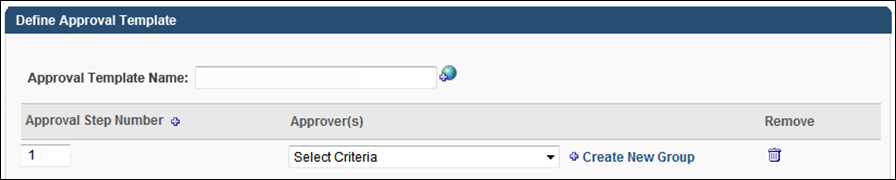 Define Approval Template
Approval Template Name:
Approval Step Number Approver(s) Remove
1 Select Criteria Create New Group